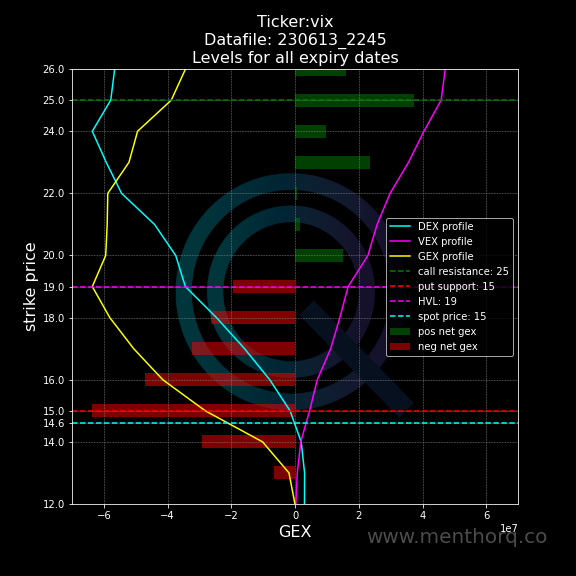 Ticker:vix
Datafile: 230613_2245
Levels for all expiry dates
26.0
25.0
24.0
22.0
20.0
19.0
18.0
16.0
15.0
14.6
14.0
12.0
strike price
DEX profile
VEX profile
GEX profile
call resistance: 25
put support: 15
HVL: 19
spot price: 15
pos net gex
neg net gex
−6 −4 −2 0 2 4 6
1e7
GEX
www.menthorq.co